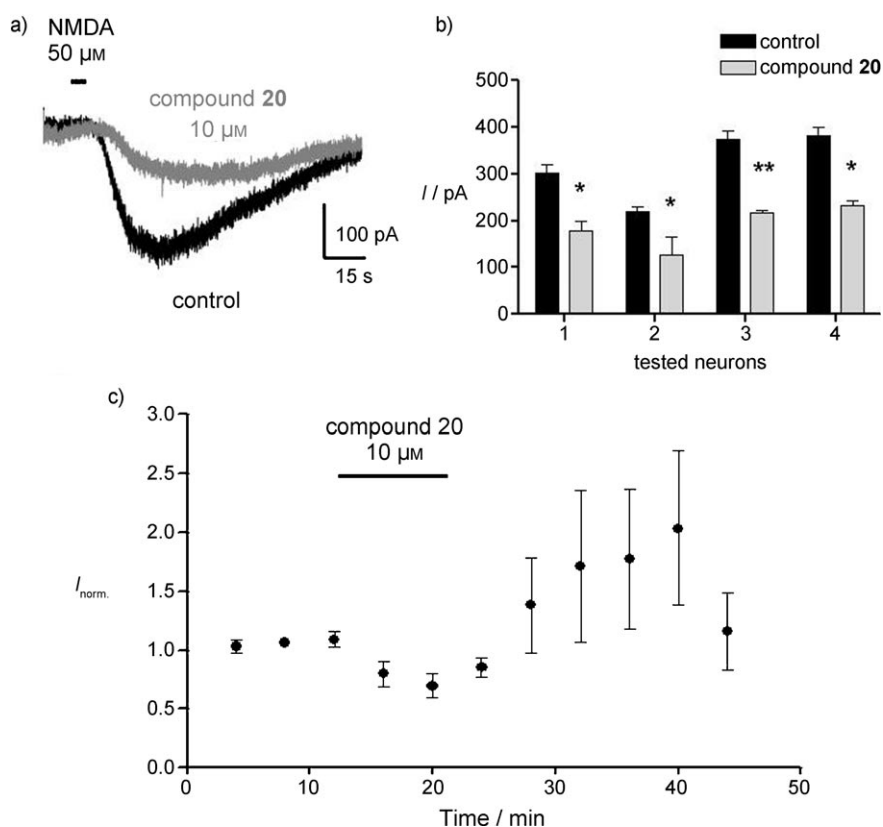 a)
NMDA
50 µM
compound 20
10 µM
100 pA
15 s
control
b)
control
compound 20
500
400
300
200
100
0
I / pA
*
*
**
*
1 2 3 4
tested neurons
c)
compound 20
10 µM
3.0
2.5
2.0
1.5
1.0
0.5
0.0
Inorm.
0 10 20 30 40 50
Time / min